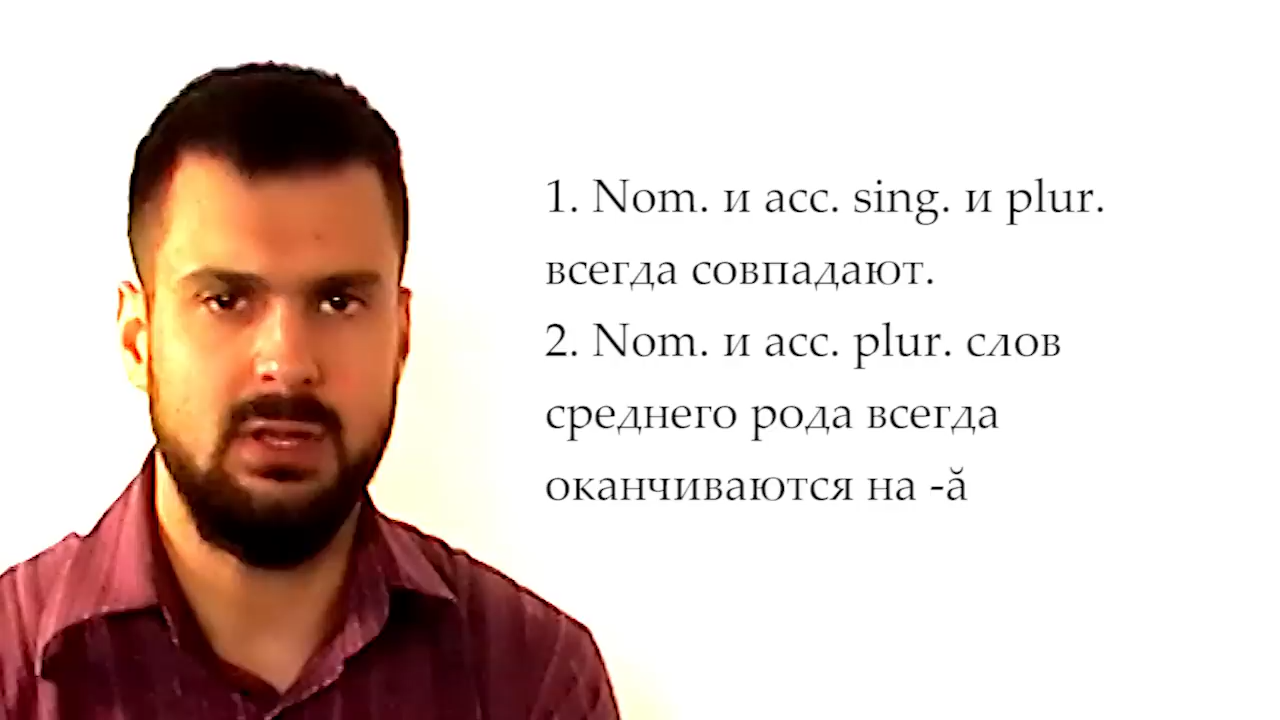 1. Nom. и acc. sing. и plur.
всегда совпадают.
2. Nom. и acc. plur. слов
среднего рода всегда
оканчиваются на -ă